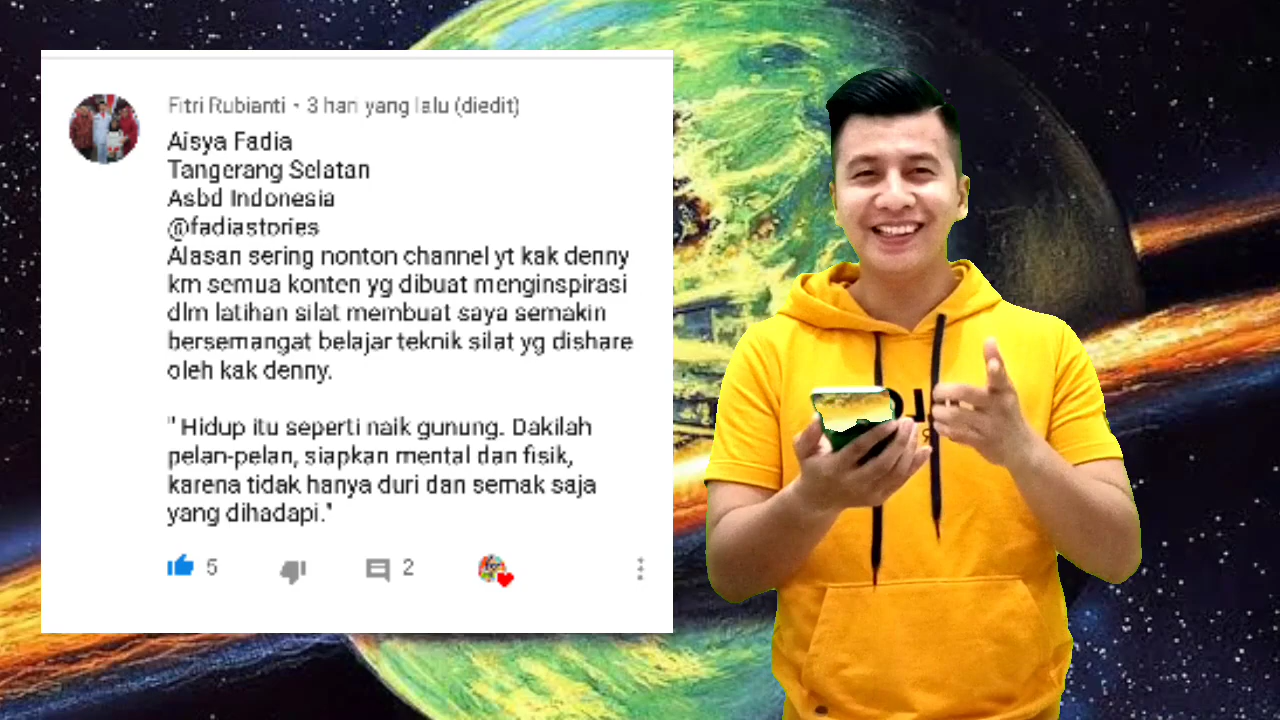 Fitri Rubianti • 3 hari yang lalu (diedit)
Aisya Fadia
Tangerang Selatan
Asbd Indonesia
@fadiastories
Alasan sering nonton channel yt kak denny
krn semua konten yg dibuat menginspirasi
dlm latihan silat membuat saya semakin
bersemangat belajar teknik silat yg dishare
oleh kak denny.
" Hidup itu seperti naik gunung. Dakilah
pelan-pelan, siapkan mental dan fisik,
karena tidak hanya duri dan semak saja
yang dihadapi."
5
2